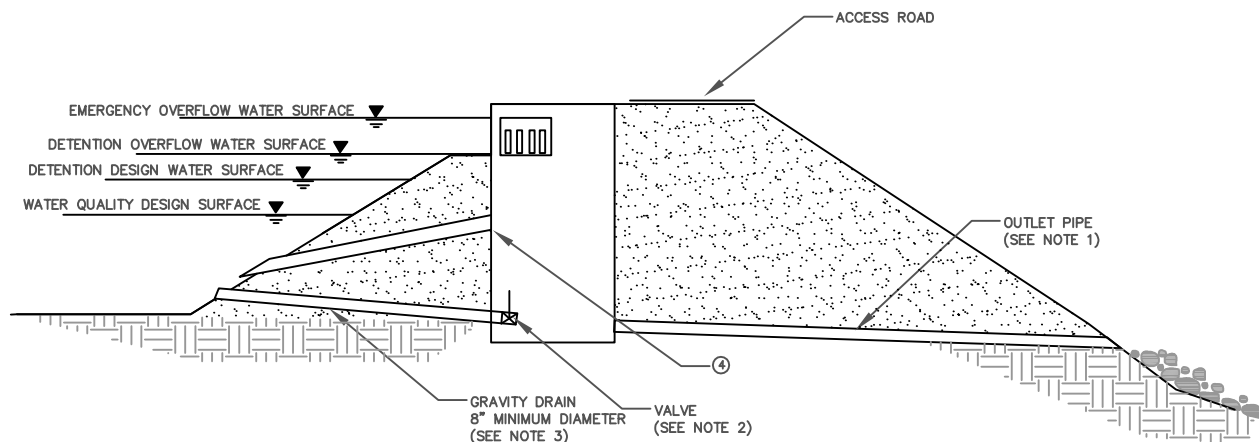 ACCESS ROAD
EMERGENCY OVERFLOW WATER SURFACE
DETENTION OVERFLOW WATER SURFACE
DETENTION DESIGN WATER SURFACE
WATER QUALITY DESIGN SURFACE
OUTLET PIPE
(SEE NOTE 1)
4
GRAVITY DRAIN
8" MINIMUM DIAMETER
(SEE NOTE 3)
VALVE
(SEE NOTE 2)